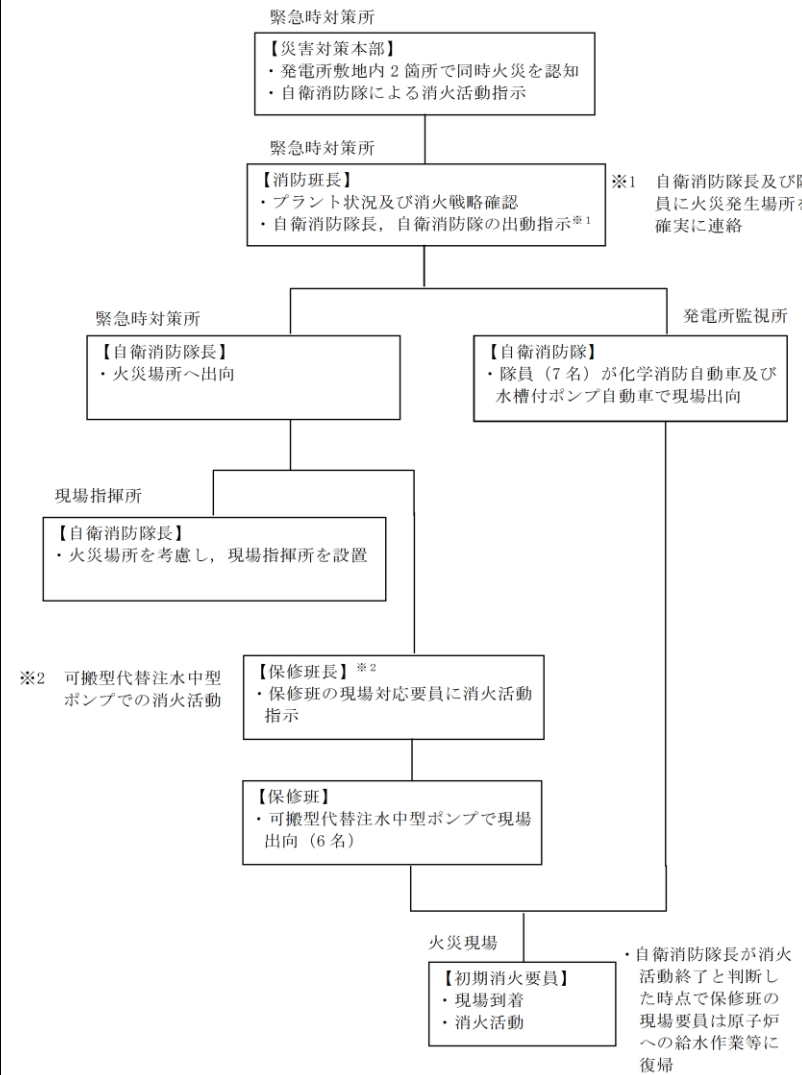 緊急時対策所
【災害対策本部】
・発電所敷地内2箇所で同時火災を認知
・自衛消防隊による消火活動指示
緊急時対策所
【消防班長】
・プラント状況及び消火戦略確認
・自衛消防隊長，自衛消防隊の出動指示※1
※1 自衛消防隊長及び隊
員に火災発生場所を
確実に連絡
緊急時対策所
【自衛消防隊長】
・火災場所へ出向
発電所監視所
【自衛消防隊】
・隊員（7名）が化学消防自動車及び
水槽付ポンプ自動車で現場出向
現場指揮所
【自衛消防隊長】
・火災場所を考慮し，現場指揮所を設置
※2 可搬型代替注水中型
ポンプでの消火活動
【保修班長】※2
・保修班の現場対応要員に消火活動
指示
【保修班】
・可搬型代替注水中型ポンプで現場
出向（6名）
火災現場
【初期消火要員】
・現場到着
・消火活動
・自衛消防隊長が消火
活動終了と判断し
た時点で保修班の
現場要員は原子炉
への給水作業等に
復帰